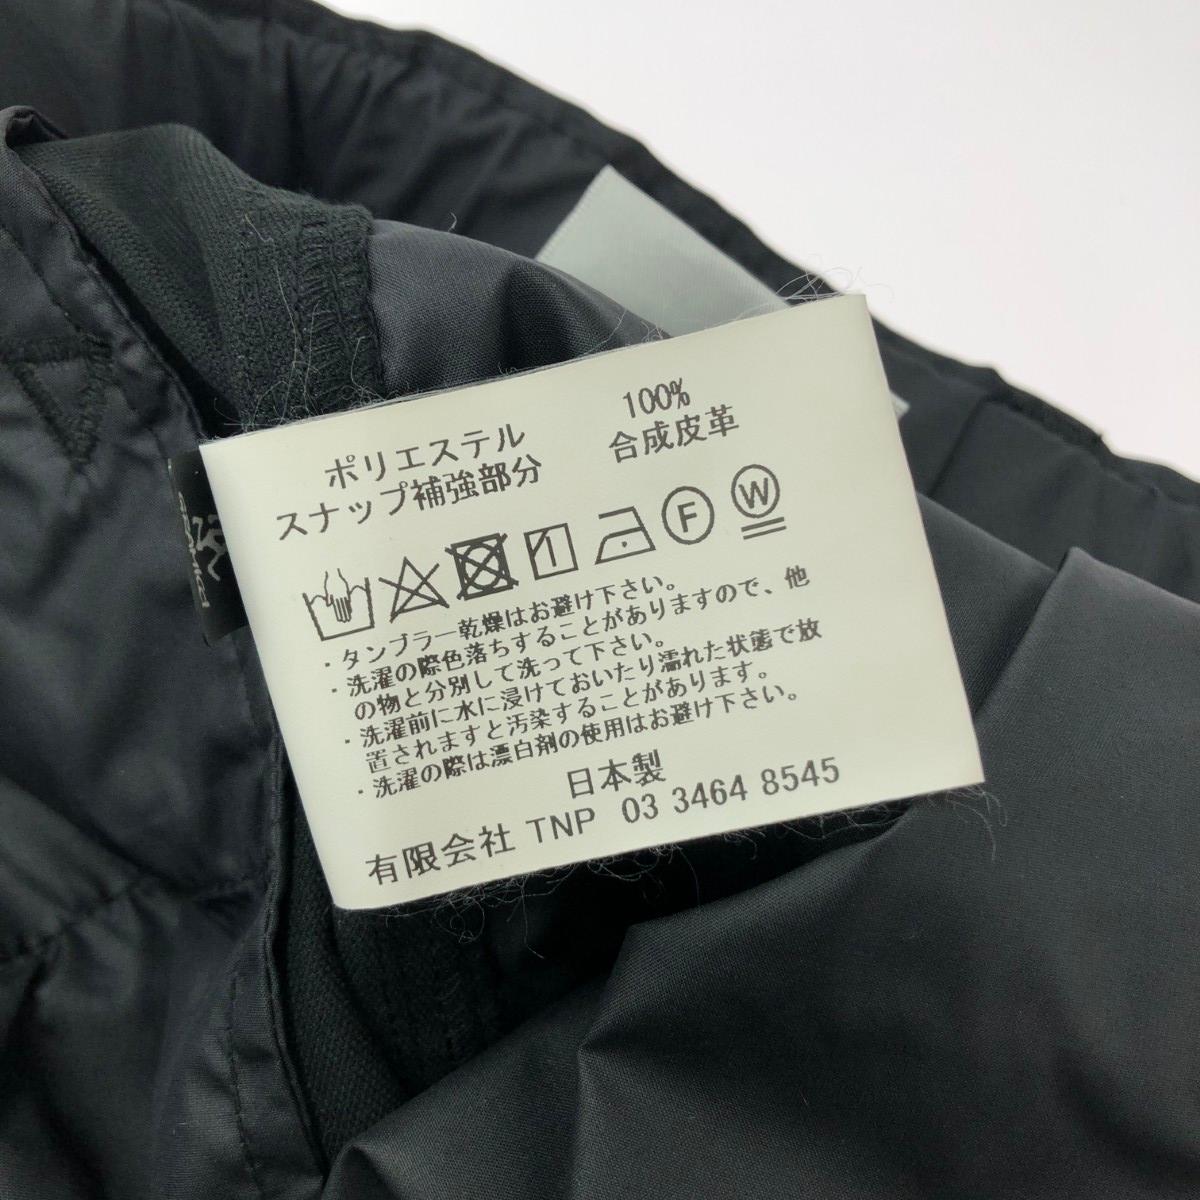 ポリエステル 100%
スナップ補強部分 合成皮革
F W
・タンブラー乾燥はお避け下さい。
・洗濯の際色落ちすることがありますので、他
の物と分別して洗って下さい。
・洗濯前に水に浸けておいたり濡れた状態で放
置されますと汚染することがあります。
・洗濯の際は漂白剤の使用はお避け下さい。
日本製
有限会社 TNP 03 3464 8545